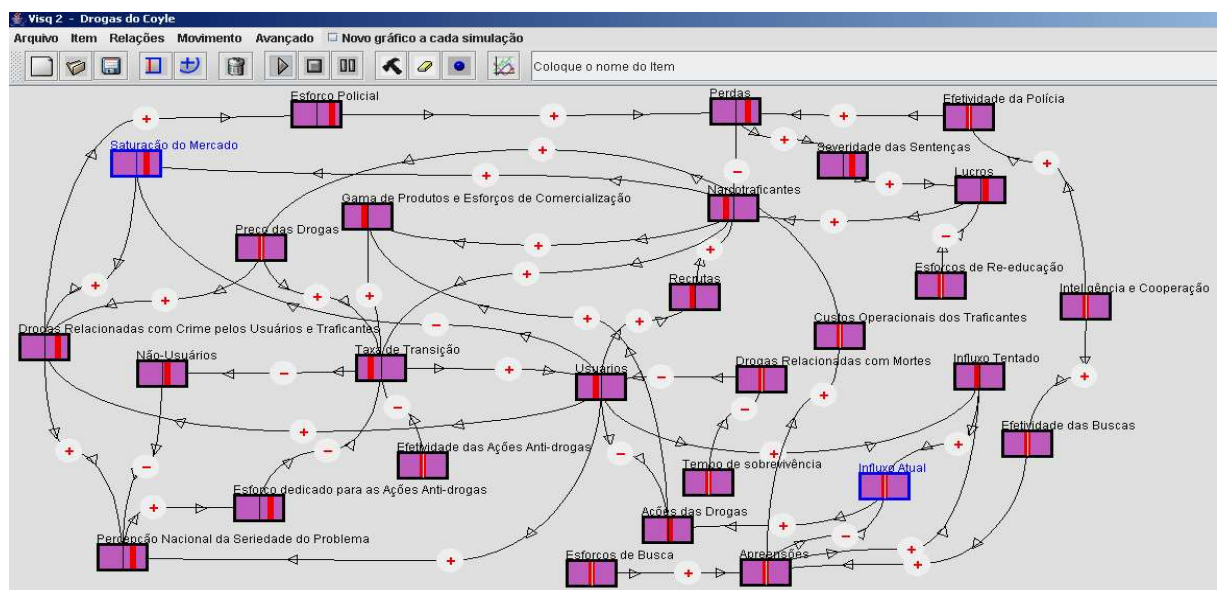 Visq 2 - Drogas do Coyle
Arquivo Item Relações Movimento Avançado Novo gráfico a cada simulação
Coloque o nome do Item
Esforço Policial
Perdas
Efetividade da Polícia
Saturação do Mercado
Severidade das Sentenças
Lucros
Narcotraficantes
Gama de Produtos e Esforços de Comercialização
Preço das Drogas
Esforços de Re-educação
Recrutas
Inteligência e Cooperação
Custos Operacionais dos Traficantes
Drogas Relacionadas com Crime pelos Usuários e Traficantes
Não-Usuários
Taxa de Transição
Usuários
Drogas Relacionadas com Mortes
Influxo Tentado
Efetividade das Ações Anti-drogas
Efetividade das Buscas
Tempo de sobrevivência
Influxo Atual
Esforço dedicado para as Ações Anti-drogas
Ações das Drogas
Percepção Nacional da Seriedade do Problema
Esforços de Busca
Apreensões